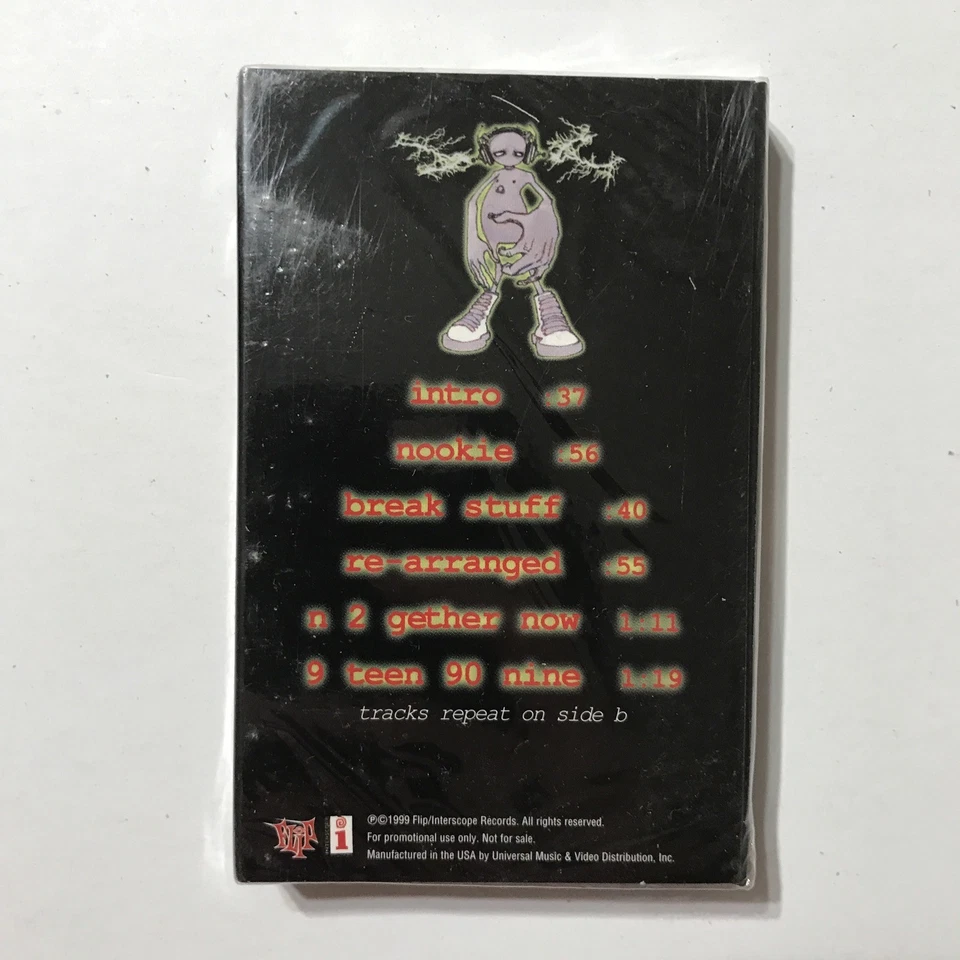 intro .37
nookie .56
break stuff .40
re-arranged .55
n 2 gether now 1:11
9 teen 90 nine 1:19
tracks repeat on side b
FLIP
i
℗©1999 Flip/Interscope Records. All rights reserved.
For promotional use only. Not for sale.
Manufactured in the USA by Universal Music & Video Distribution, Inc.